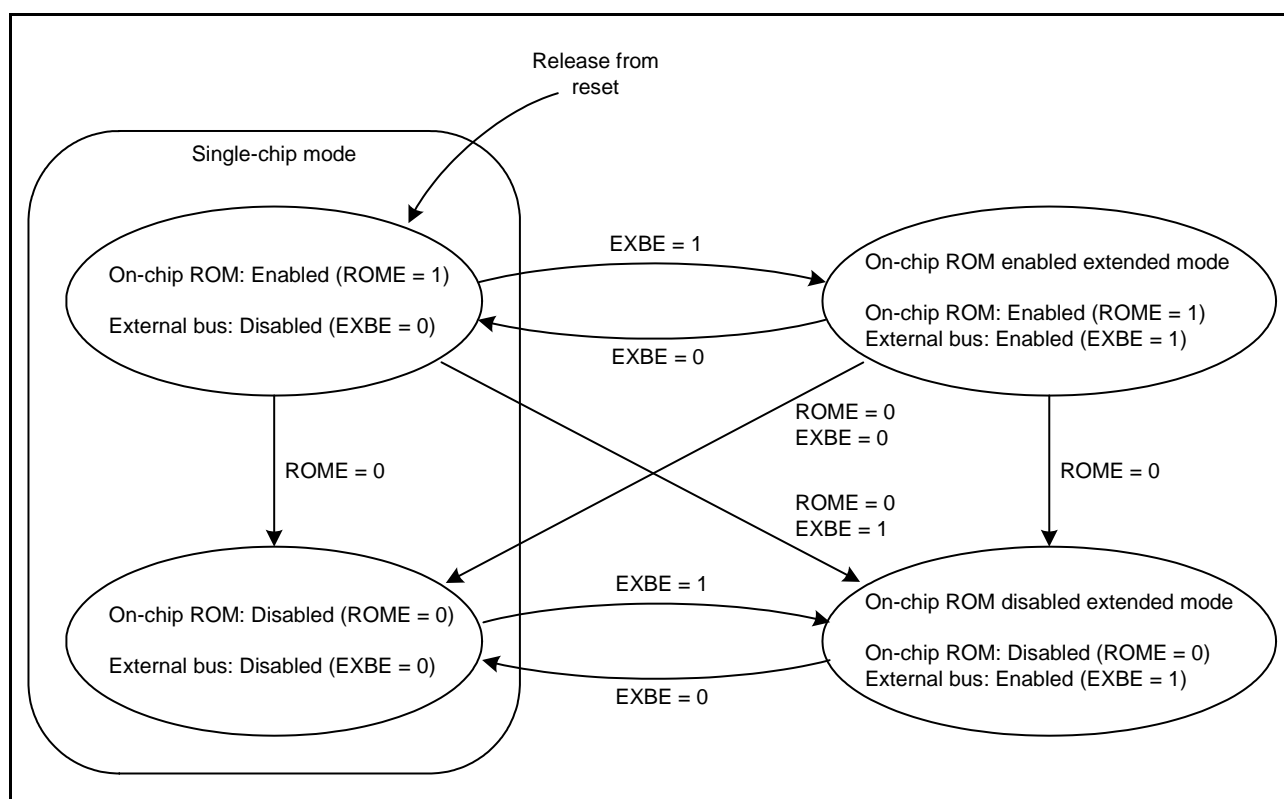 Release from
reset
Single-chip mode
On-chip ROM: Enabled (ROME = 1)
External bus: Disabled (EXBE = 0)
EXBE = 1
EXBE = 0
On-chip ROM enabled extended mode
On-chip ROM: Enabled (ROME = 1)
External bus: Enabled (EXBE = 1)
ROME = 0
EXBE = 0
ROME = 0
ROME = 0
ROME = 0
EXBE = 1
On-chip ROM: Disabled (ROME = 0)
External bus: Disabled (EXBE = 0)
EXBE = 1
EXBE = 0
On-chip ROM disabled extended mode
On-chip ROM: Disabled (ROME = 0)
External bus: Enabled (EXBE = 1)